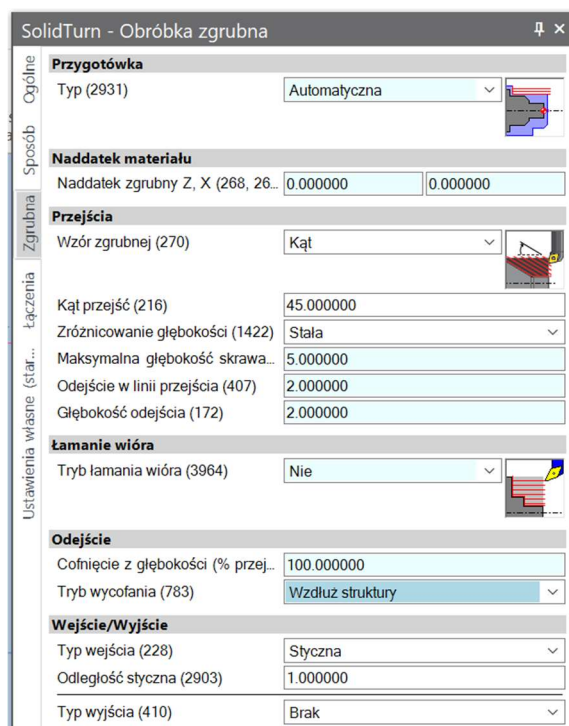 SolidTurn - Obróbka zgrubna
Ogólne
Sposób
Zgrubna
Łączenia
Ustawienia własne (star...
Przygotówka
Typ (2931) Automatyczna
Naddatek materiału
Naddatek zgrubny Z, X (268, 26... 0.000000 0.000000
Przejścia
Wzór zgrubnej (270) Kąt
Kąt przejść (216) 45.000000
Zróżnicowanie głębokości (1422) Stała
Maksymalna głębokość skrawa... 5.000000
Odejście w linii przejścia (407) 2.000000
Głębokość odejścia (172) 2.000000
Łamanie wióra
Tryb łamania wióra (3964) Nie
Odejście
Cofnięcie z głębokości (% przej... 100.000000
Tryb wycofania (783) Wzdłuż struktury
Wejście/Wyjście
Typ wejścia (228) Styczna
Odległość styczna (2903) 1.000000
Typ wyjścia (410) Brak